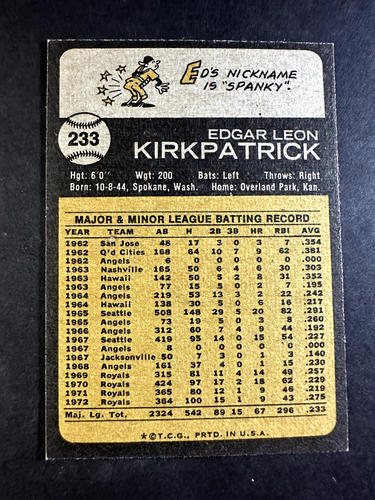 ED'S NICKNAME
IS "SPANKY".
233
EDGAR LEON
KIRKPATRICK
Hgt: 6'0" Wgt: 200 Bats: Left Throws: Right
Born: 10-8-44, Spokane, Wash. Home: Overland Park, Kan.
MAJOR & MINOR LEAGUE BATTING RECORD
YEAR TEAM AB H 2B 3B HR RBI AVG.
1962 San Jose 48 17 3 0 3 7 .354
1962 Q'd Cities 168 64 10 7 9 62 .381
1962 Angels 6 0 0 0 0 0 .000
1963 Nashville 165 50 6 4 6 30 .303
1963 Hawaii 142 50 5 2 8 31 .352
1963 Angels 77 15 5 0 2 7 .195
1964 Angels 219 53 13 3 2 22 .242
1964 Hawaii 138 30 5 0 6 16 .217
1965 Seattle 508 148 29 5 20 82 .291
1965 Angels 73 19 5 0 3 8 .260
1966 Angels 312 60 7 4 9 44 .192
1967 Seattle 419 95 14 0 15 54 .227
1967 Angels 8 0 0 0 0 0 .000
1967 Jacksonville 50 7 3 0 1 3 .140
1968 Angels 161 37 4 0 1 15 .230
1969 Royals 315 81 11 4 14 49 .257
1970 Royals 424 97 17 2 18 62 .229
1971 Royals 365 80 12 1 9 46 .219
1972 Royals 364 100 15 1 9 43 .275
Maj. Lg. Tot. 2324 542 89 15 67 296 .233
*©T.C.G., PRTD. IN U.S.A.